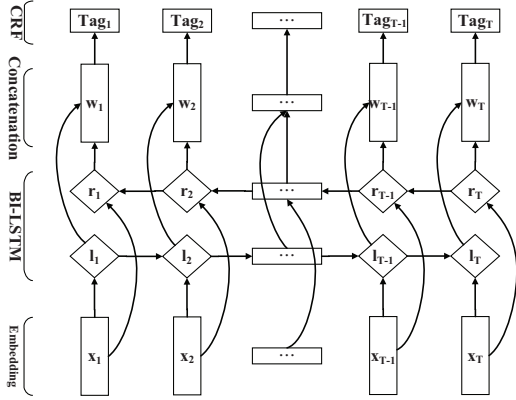 CRF
Tag1 Tag2 ... TagT-1 TagT
Concatenation
w1 w2 ... wT-1 wT
BI-LSTM
r1 r2 ... rT-1 rT
l1 l2 ... lT-1 lT
Embedding
x1 x2 ... xT-1 xT